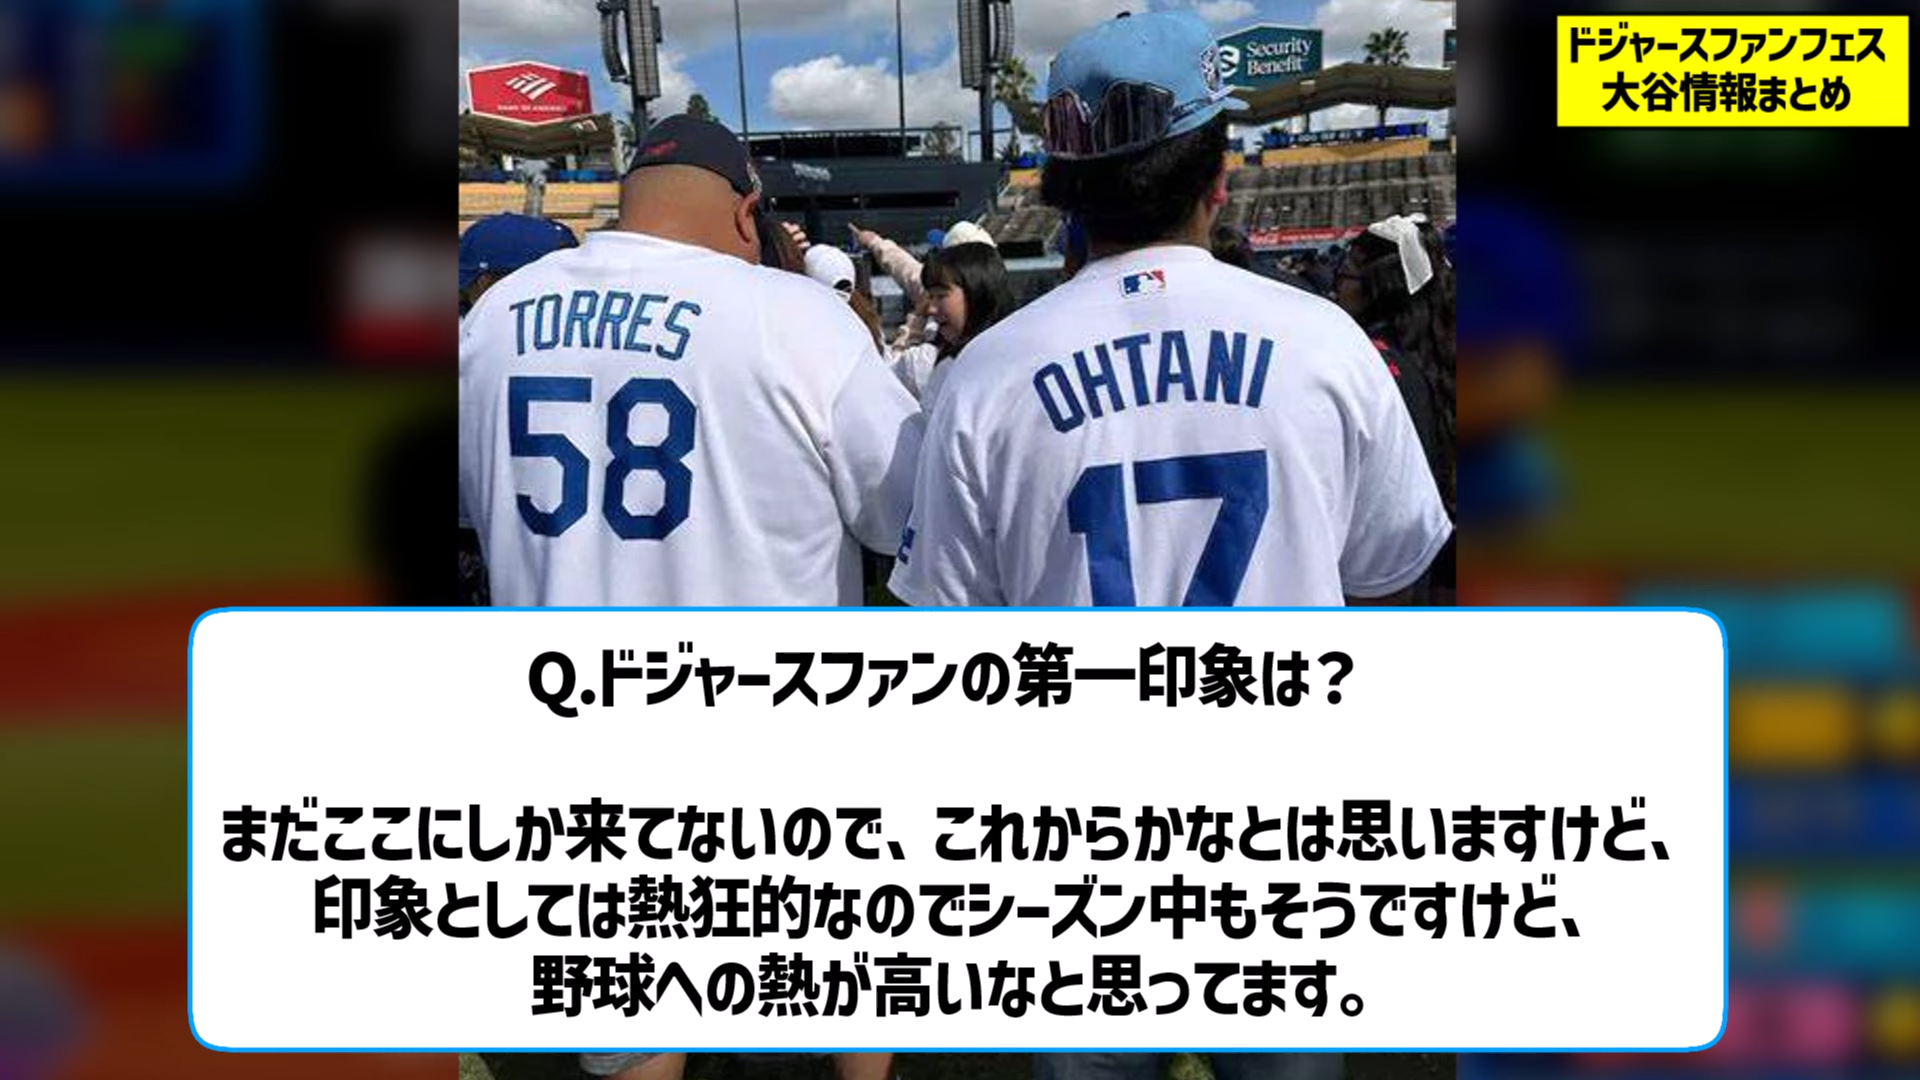 ドジャースファンフェス
大谷情報まとめ
Security
Benefit
BANK OF AMERICA
TORRES
58
OHTANI
17
Q.ドジャースファンの第一印象は？
まだここにしか来てないので、これからかなとは思いますけど、
印象としては熱狂的なのでシーズン中もそうですけど、
野球への熱が高いなと思ってます。